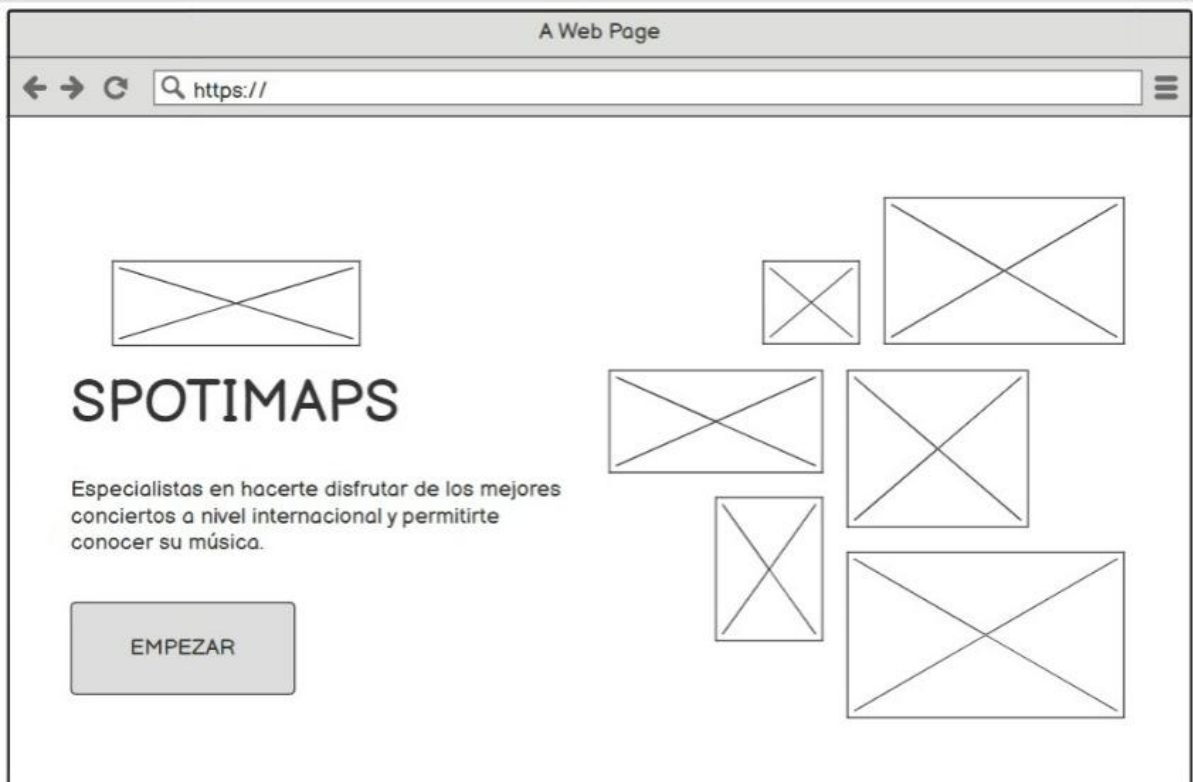 A Web Page
https://
SPOTIMAPS
Especialistas en hacerte disfrutar de los mejores
conciertos a nivel internacional y permitirte
conocer su música.
EMPEZAR